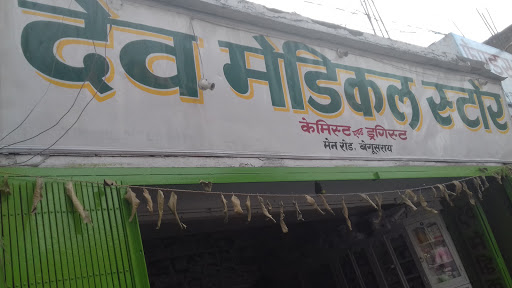 देव मेडिकल स्टोर
केमिस्ट एवं ड्रगिस्ट
मेन रोड, बेगूसराय